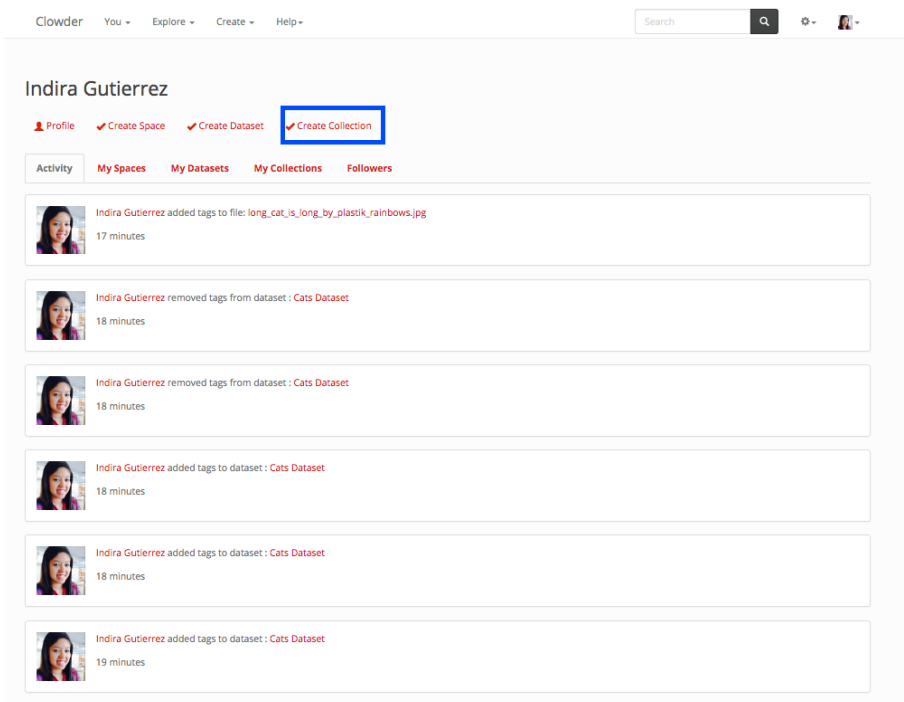 Clowder You Explore Create Help Search
Indira Gutierrez
Profile Create Space Create Dataset Create Collection
Activity My Spaces My Datasets My Collections Followers
Indira Gutierrez added tags to file: long_cat_is_long_by_plastik_rainbows.jpg
17 minutes
Indira Gutierrez removed tags from dataset : Cats Dataset
18 minutes
Indira Gutierrez removed tags from dataset : Cats Dataset
18 minutes
Indira Gutierrez added tags to dataset : Cats Dataset
18 minutes
Indira Gutierrez added tags to dataset : Cats Dataset
18 minutes
Indira Gutierrez added tags to dataset : Cats Dataset
19 minutes